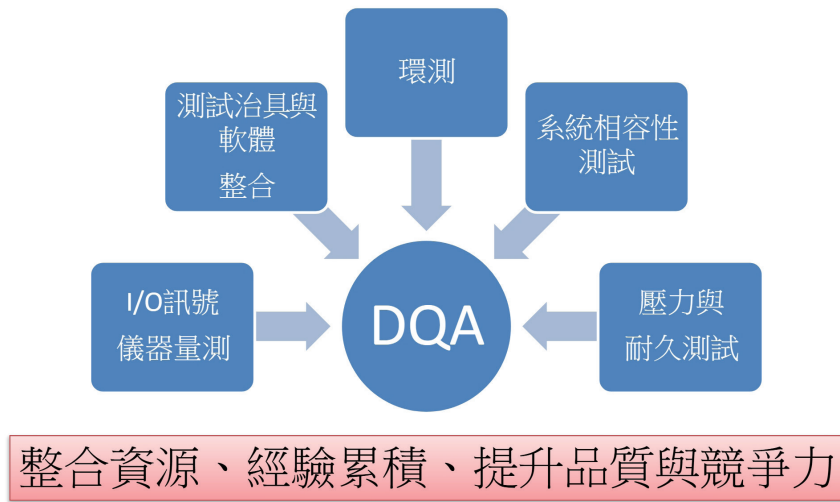 環測
測試治具與
軟體
整合
系統相容性
測試
I/O訊號
儀器量測
DQA
壓力與
耐久測試
整合資源、經驗累積、提升品質與競爭力